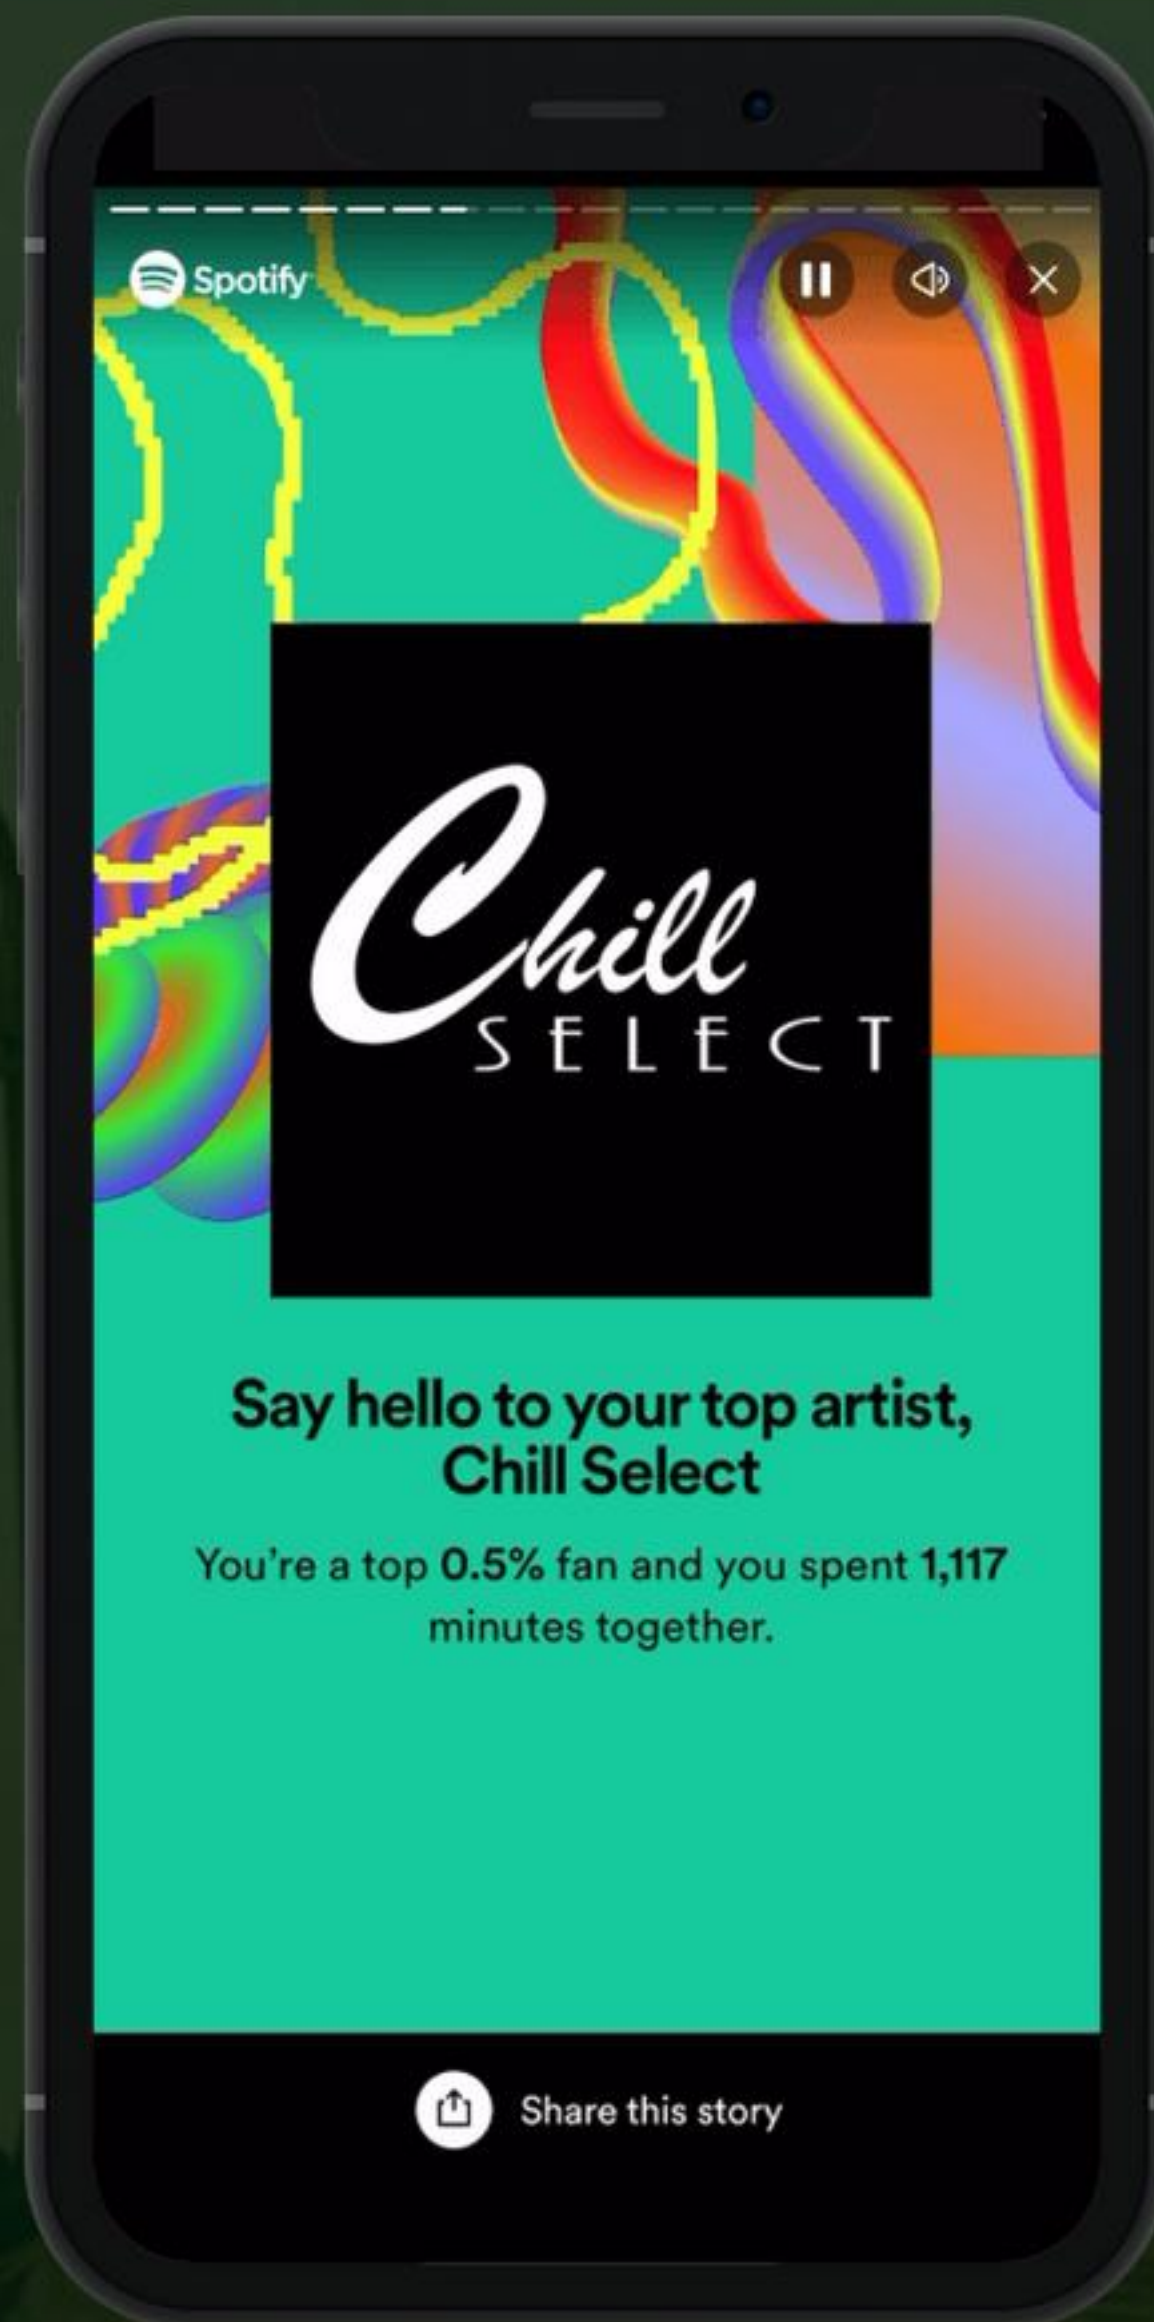 Spotify
Chill
SELECT
Say hello to your top artist,
Chill Select
You're a top 0.5% fan and you spent 1,117
minutes together.
Share this story